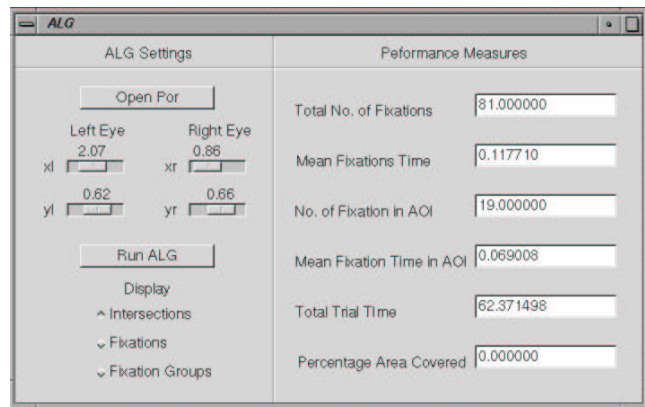 ALG
ALG Settings
Peformance Measures
Open Por
Left Eye Right Eye
2.07 0.86
xl xr
0.62 0.66
yl yr
Run ALG
Display
Intersections
Fixations
Fixation Groups
Total No. of Fixations 81.000000
Mean Fixations Time 0.117710
No. of Fixation in AOI 19.000000
Mean Fixation Time in AOI 0.069008
Total Trial TIme 62.371498
Percentage Area Covered 0.000000